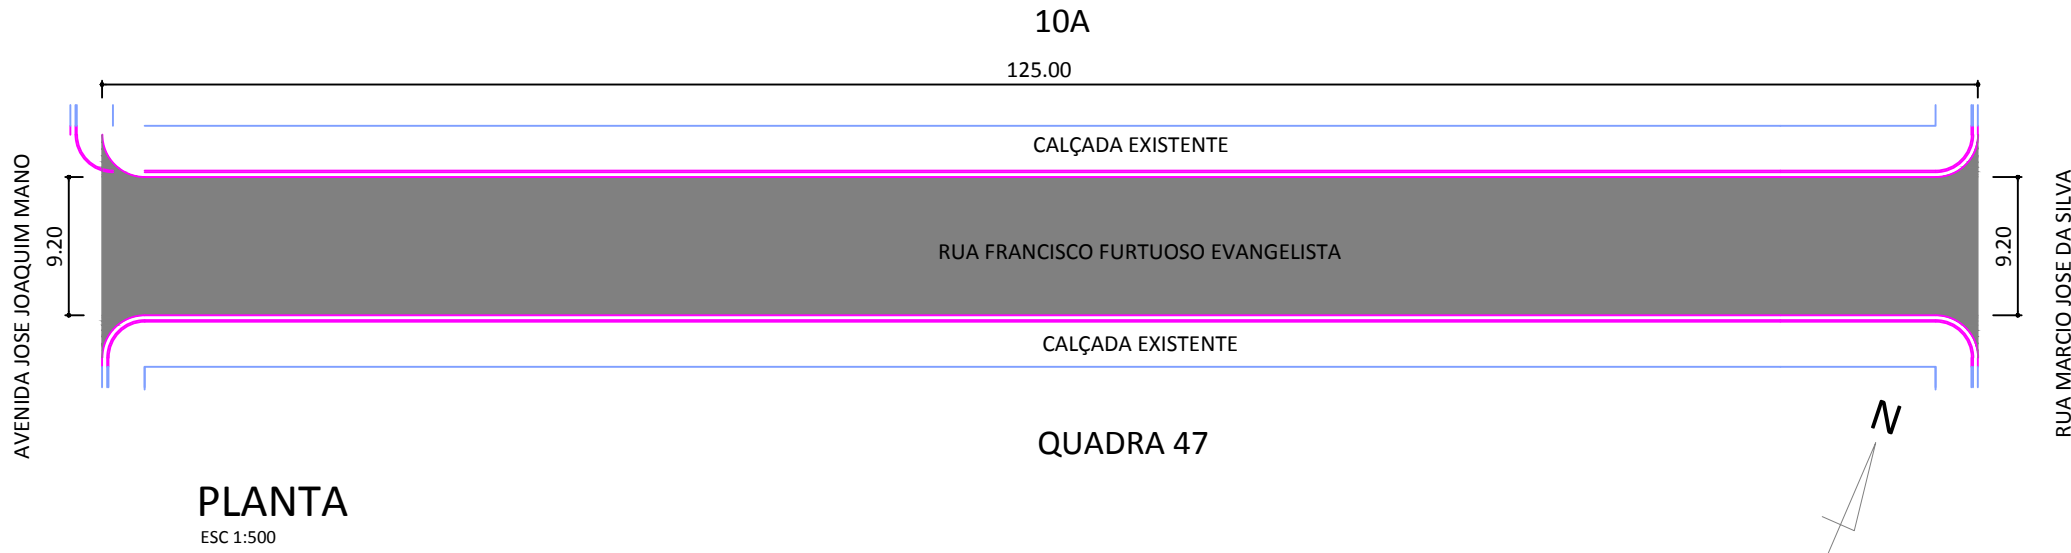 10A
125.00
CALÇADA EXISTENTE
AVENIDA JOSE JOAQUIM MANO
9.20
RUA FRANCISCO FURTUOSO EVANGELISTA
9.20
RUA MARCIO JOSE DA SILVA
CALÇADA EXISTENTE
N
QUADRA 47
PLANTA
ESC 1:500